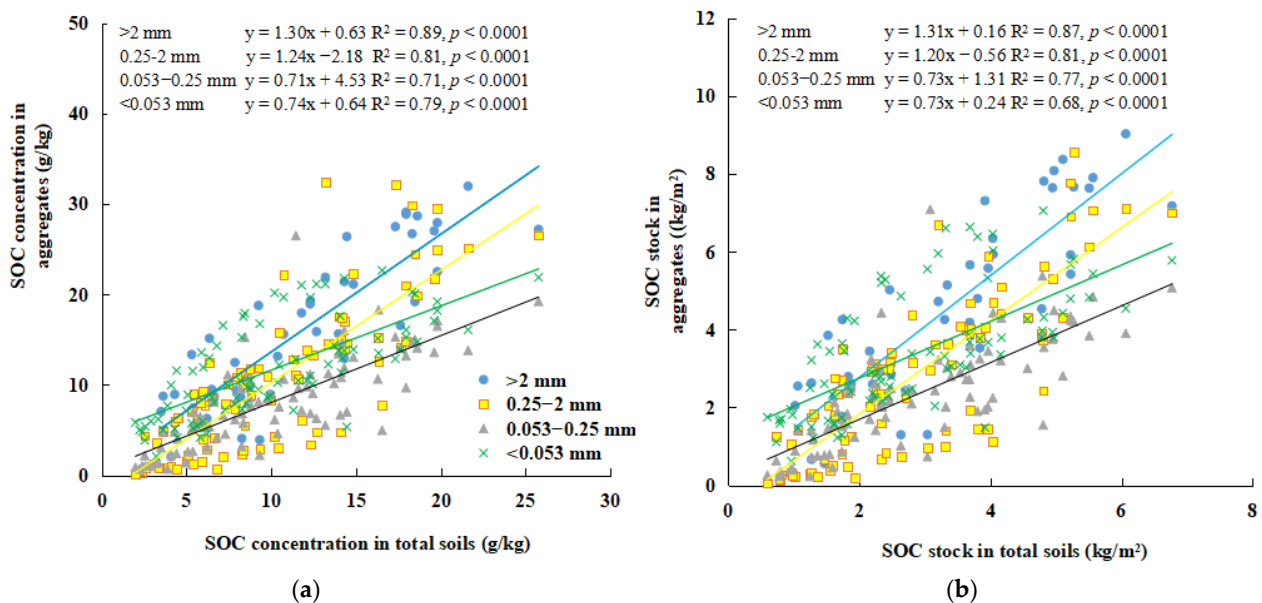 50
40
30
20
10
0
0 5 10 15 20 25 30
SOC concentration in
aggregates (g/kg)
SOC concentration in total soils (g/kg)
>2 mm y = 1.30x + 0.63 R² = 0.89, p < 0.0001
0.25-2 mm y = 1.24x −2.18 R² = 0.81, p < 0.0001
0.053−0.25 mm y = 0.71x + 4.53 R² = 0.71, p < 0.0001
<0.053 mm y = 0.74x + 0.64 R² = 0.79, p < 0.0001
>2 mm
0.25−2 mm
0.053−0.25 mm
<0.053 mm
(a)
12
10
8
6
4
2
0
0 2 4 6 8
SOC stock in
aggregates ((kg/m²)
SOC stock in total soils (kg/m²)
>2 mm y = 1.31x + 0.16 R² = 0.87, p < 0.0001
0.25-2 mm y = 1.20x −0.56 R² = 0.81, p < 0.0001
0.053−0.25 mm y = 0.73x + 1.31 R² = 0.77, p < 0.0001
<0.053 mm y = 0.73x + 0.24 R² = 0.68, p < 0.0001
(b)